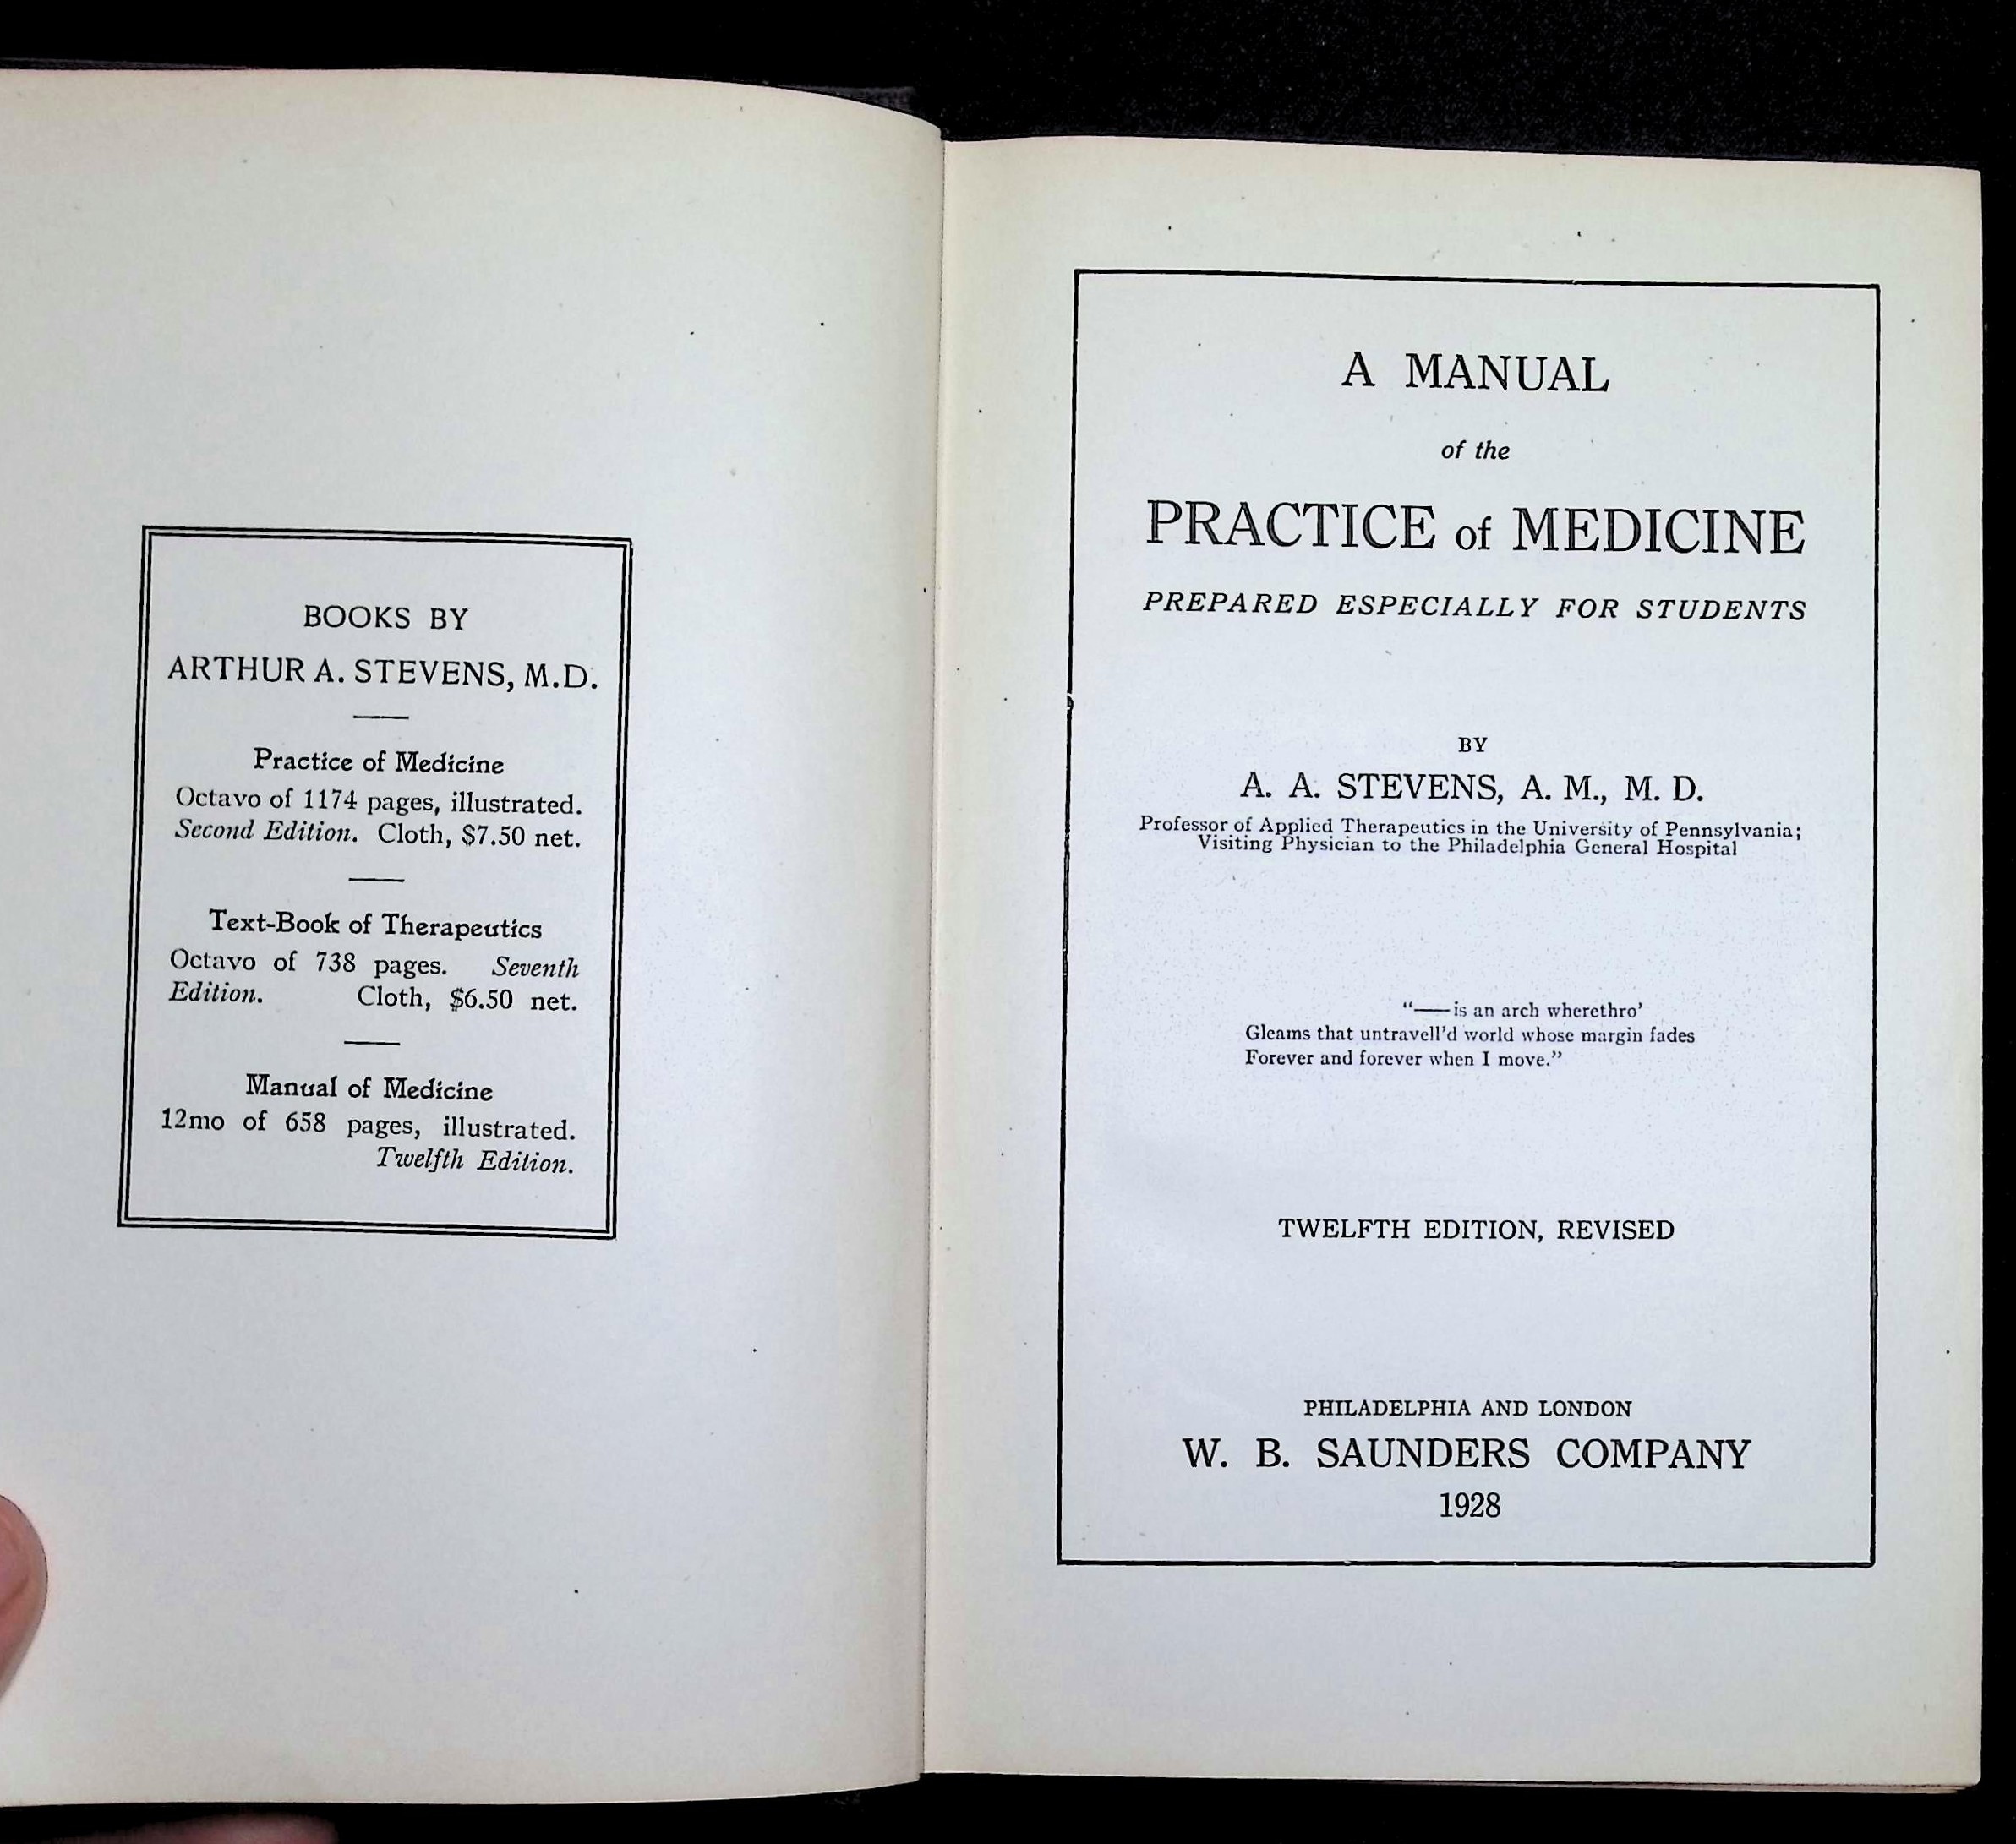 BOOKS BY
ARTHUR A. STEVENS, M.D.
Practice of Medicine
Octavo of 1174 pages, illustrated.
Second Edition. Cloth, $7.50 net.
Text-Book of Therapeutics
Octavo of 738 pages. Seventh
Edition. Cloth, $6.50 net.
Manual of Medicine
12mo of 658 pages, illustrated.
Twelfth Edition.
A MANUAL
of the
PRACTICE of MEDICINE
PREPARED ESPECIALLY FOR STUDENTS
BY
A. A. STEVENS, A. M., M. D.
Professor of Applied Therapeutics in the University of Pennsylvania;
Visiting Physician to the Philadelphia General Hospital
“—— is an arch wherethro’
Gleams that untravell’d world whose margin fades
Forever and forever when I move.”
TWELFTH EDITION, REVISED
PHILADELPHIA AND LONDON
W. B. SAUNDERS COMPANY
1928